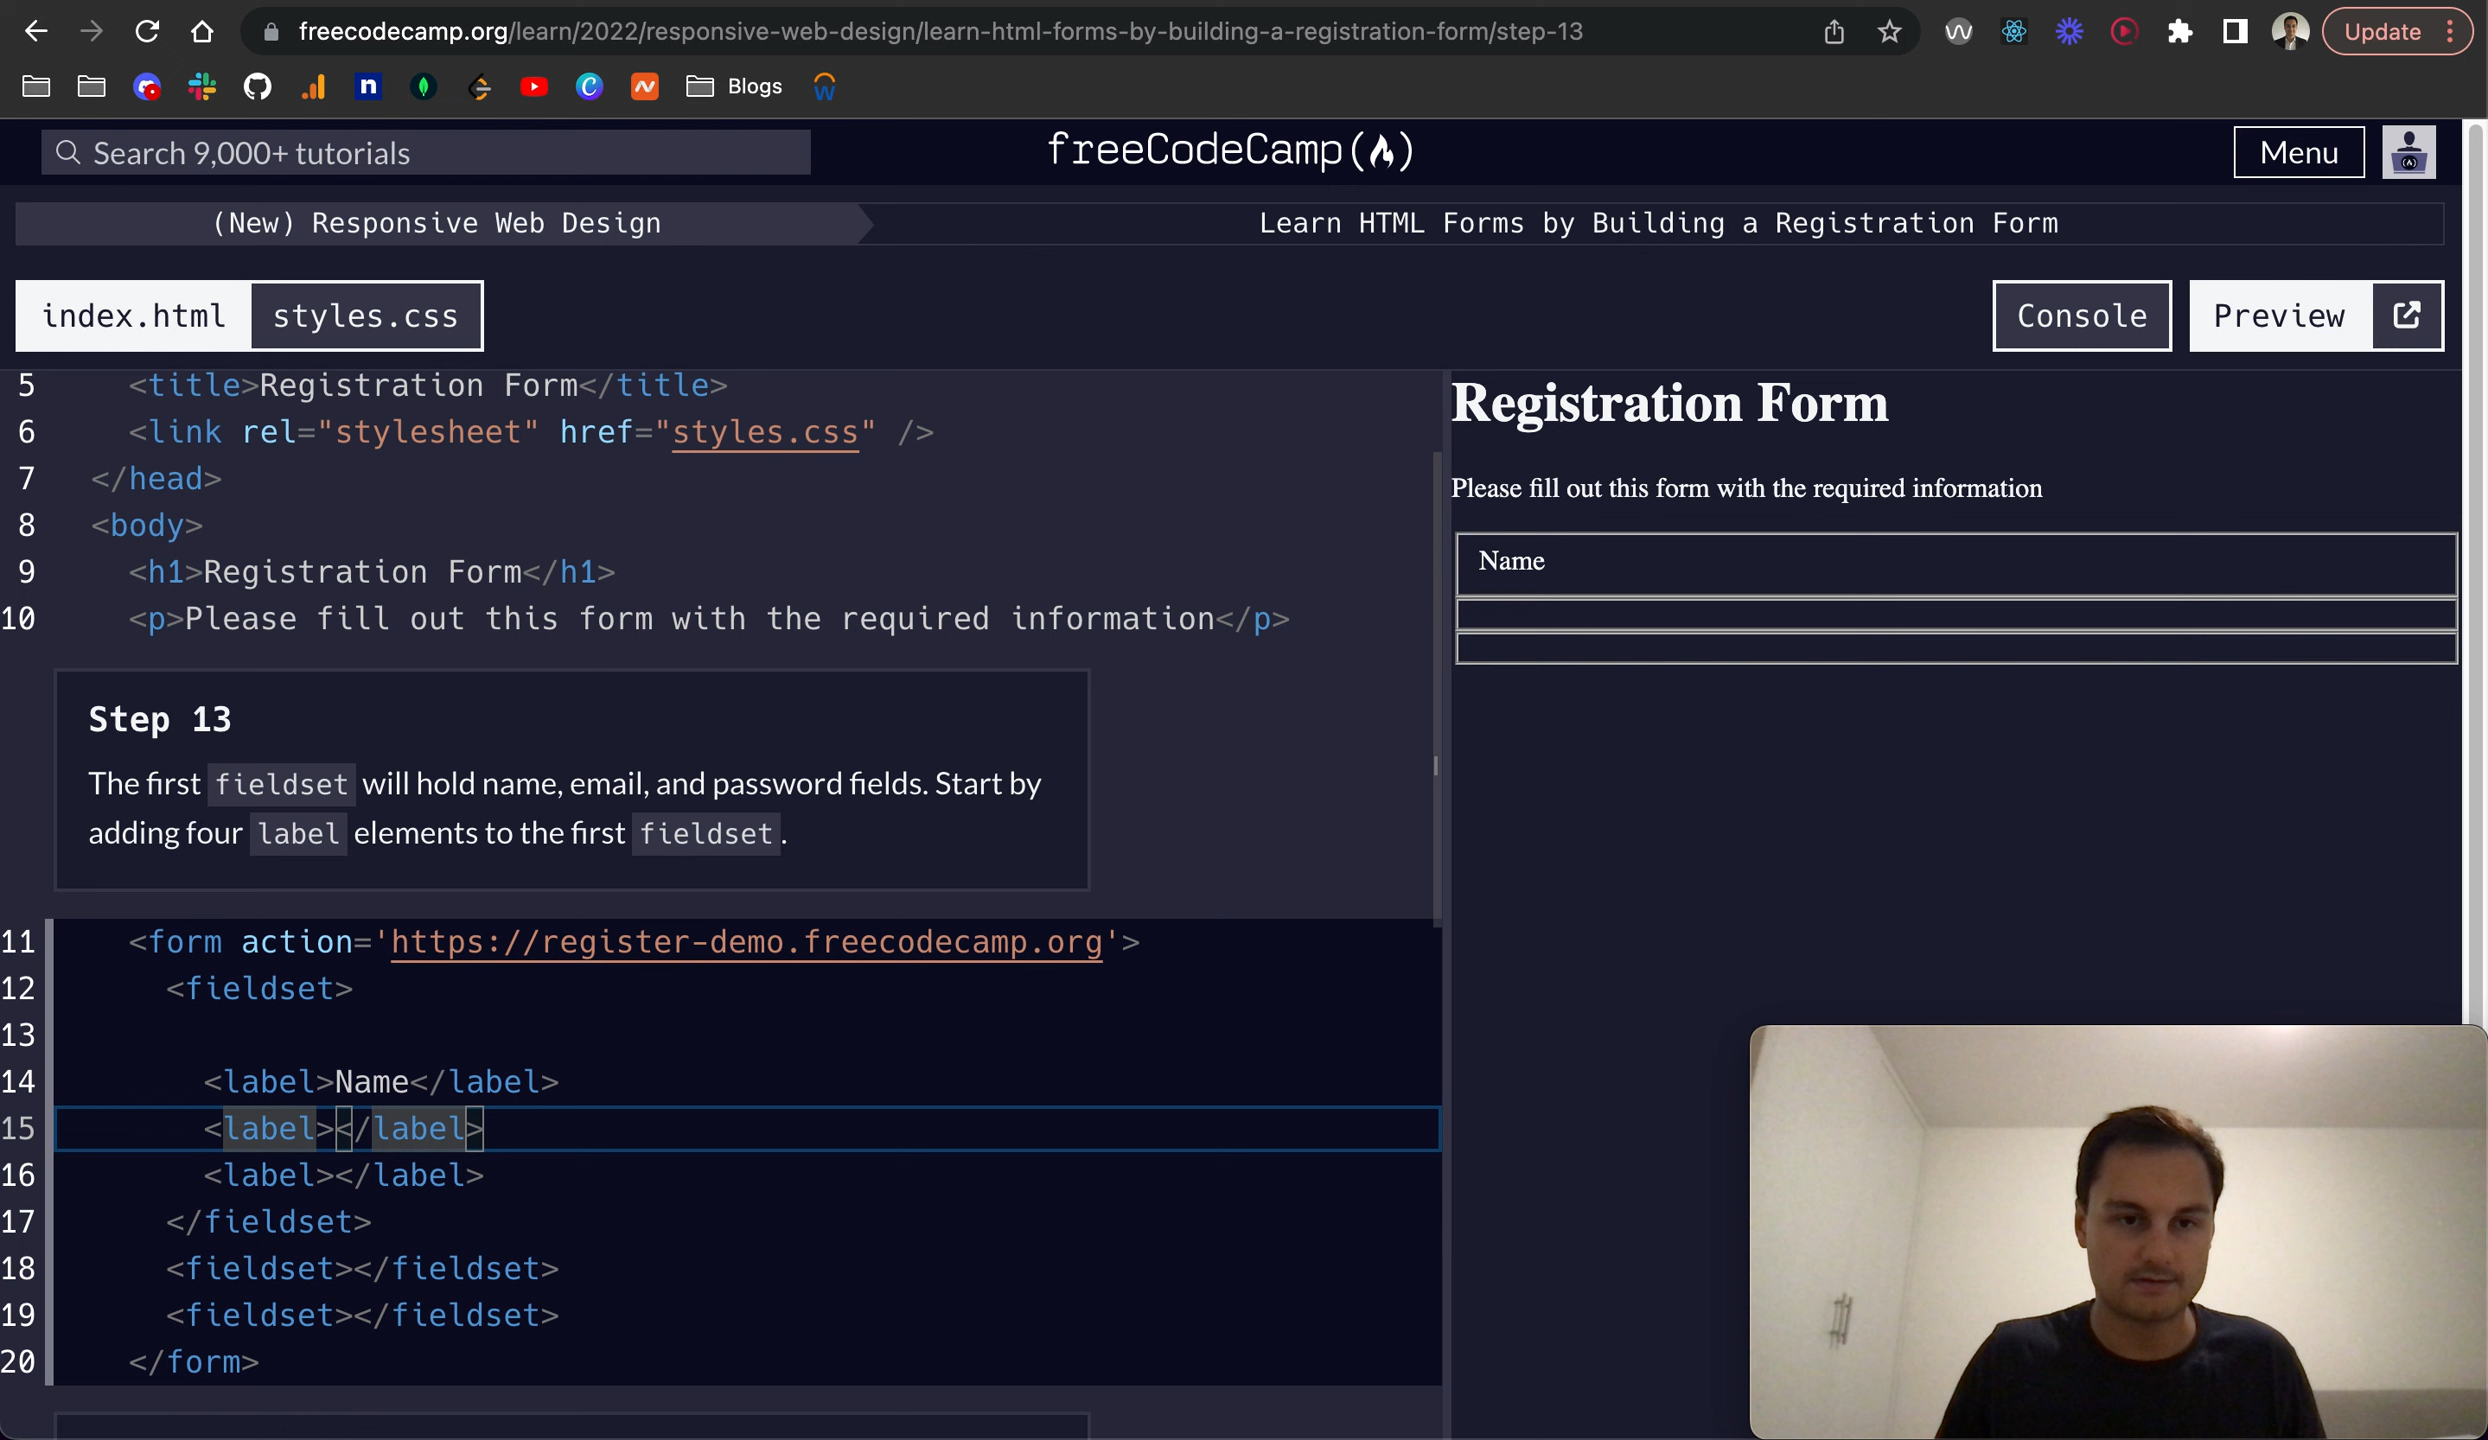 freecodecamp.org/learn/2022/responsive-web-design/learn-html-forms-by-building-a-registration-form/step-13
Update
Blogs
Search 9,000+ tutorials
freeCodeCamp
Menu
(New) Responsive Web Design
Learn HTML Forms by Building a Registration Form
index.html
styles.css
Console
Preview
5 <title>Registration Form</title>
6 <link rel="stylesheet" href="styles.css" />
7 </head>
8 <body>
9 <h1>Registration Form</h1>
10 <p>Please fill out this form with the required information</p>
Step 13
The first fieldset will hold name, email, and password fields. Start by
adding four label elements to the first fieldset.
11 <form action='https://register-demo.freecodecamp.org'>
12 <fieldset>
13
14 <label>Name</label>
15 <label></label>
16 <label></label>
17 </fieldset>
18 <fieldset></fieldset>
19 <fieldset></fieldset>
20 </form>
Registration Form
Please fill out this form with the required information
Name